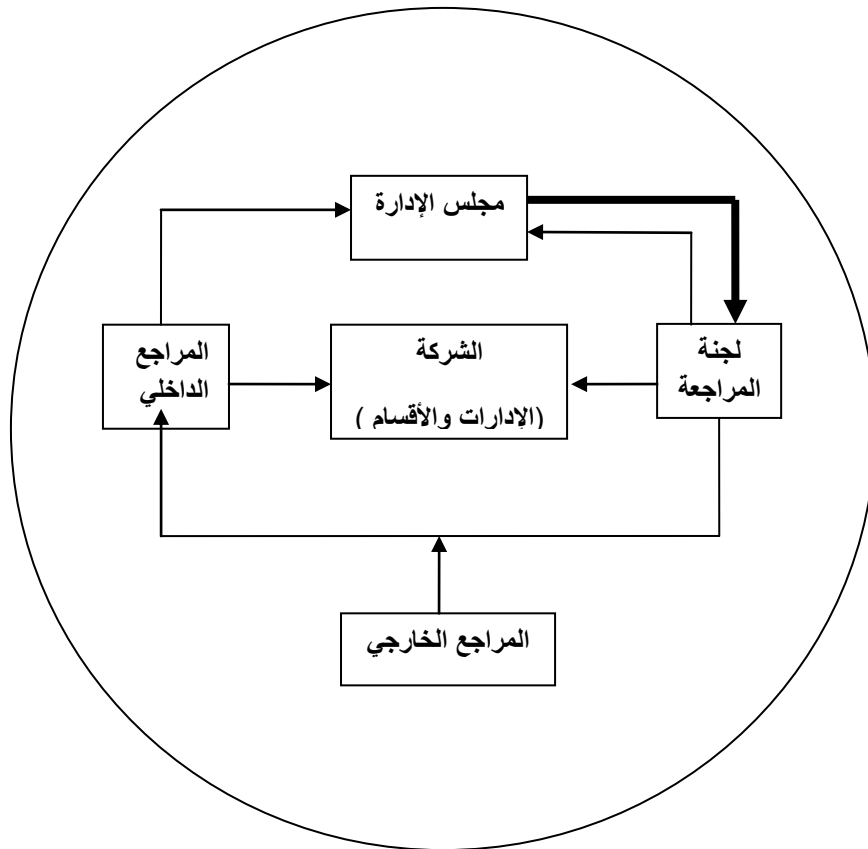 مجلس الإدارة
لجنة
المراجعة
الشركة
(الإدارات والأقسام )
المراجع
الداخلي
المراجع الخارجي